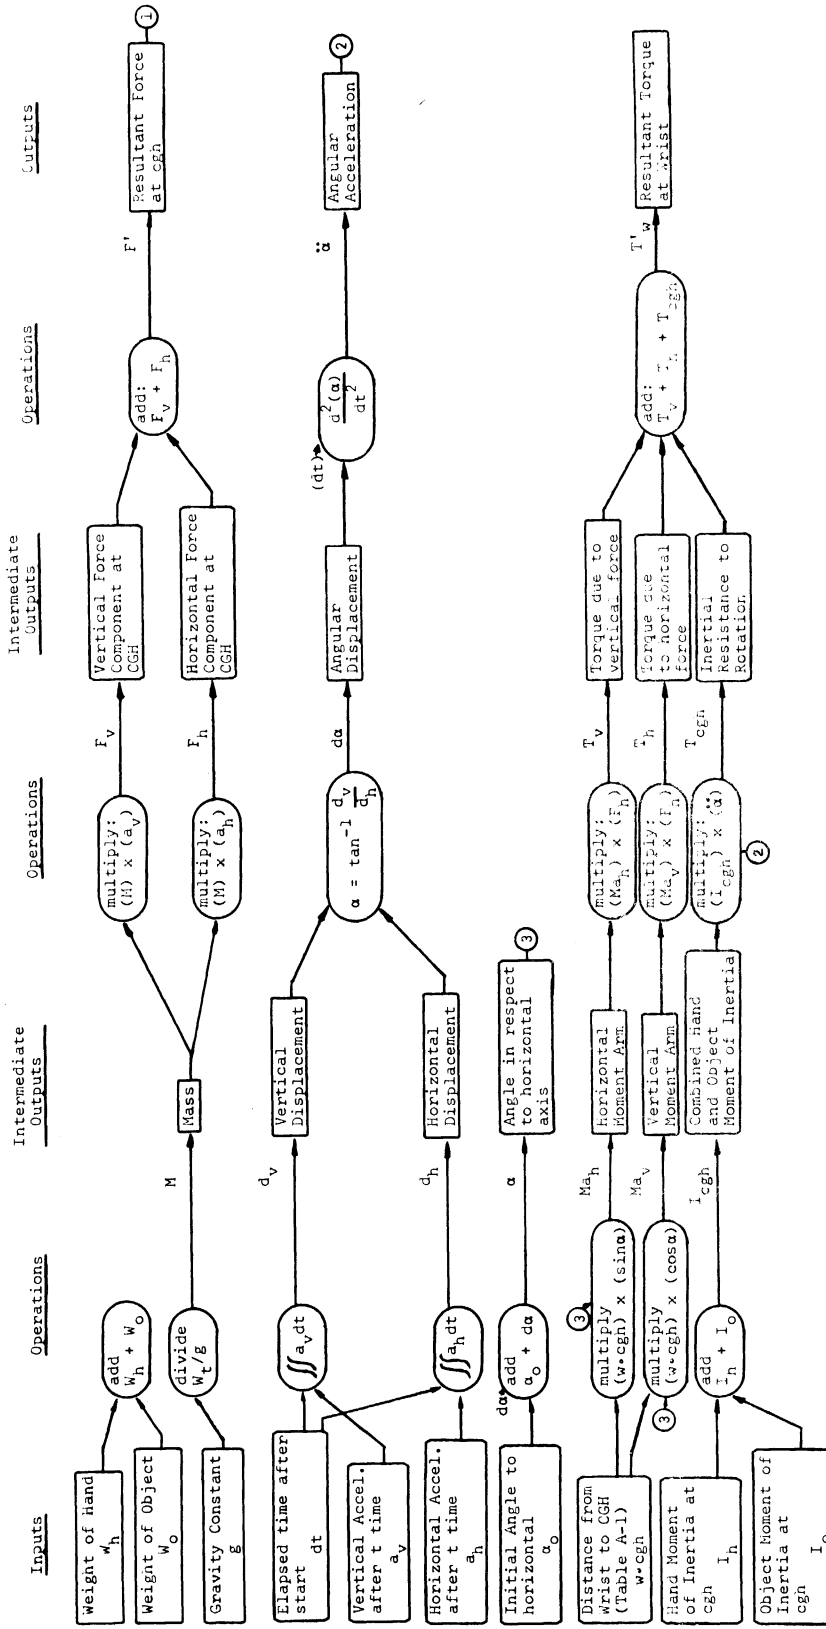 Inputs
Operations
Intermediate
Outputs
Operations
Intermediate
Outputs
Operations
Outputs
Weight of Hand
W_h
Weight of Object
W_o
Gravity Constant
g
add
W_h + W_o
divide
W_t/g
M
Mass
multiply:
(M) x (a_v)
multiply:
(M) x (a_h)
F_v
F_h
Vertical Force
Component at
CGH
Horizontal Force
Component at
CGH
add:
F_v + F_h
F'
Resultant Force
at cgh
1
Elapsed time after
start dt
Vertical Accel.
after t time
a_v
Horizontal Accel.
after t time
a_h
∬a_v dt
∬a_h dt
d_v
d_h
Vertical
Displacement
Horizontal
Displacement
α = tan⁻¹ d_v/d_h
dα
Angular
Displacement
(dt)
d²(α)
dt²
α̈
Angular
Acceleration
2
Initial Angle to
horizontal
α_o
dα
add
α_o + dα
α
Angle in respect
to horizontal
axis
3
Distance from
Wrist to CGH
(Table A-1)
w•cgh
Hand Moment
of Inertia at
cgh I_h
Object Moment of
Inertia at
cgh I_o
3
multiply
(w•cgh) x (sinα)
multiply
(w•cgh) x (cosα)
3
add
I_h + I_o
Ma_h
Ma_v
I_cgh
Horizontal
Moment Arm
Vertical
Moment Arm
Combined Hand
and Object
Moment of Inertia
multiply:
(Ma_h) x (F_h)
multiply:
(Ma_v) x (F_h)
multiply:
(I_cgh) x (α̈)
2
T_v
T_h
T_cgh
Torque due to
vertical force
Torque due
to horizontal
force
Inertial
Resistance to
Rotation
add:
T_v + T_h + T_cgh
T'_w
Resultant Torque
at Wrist